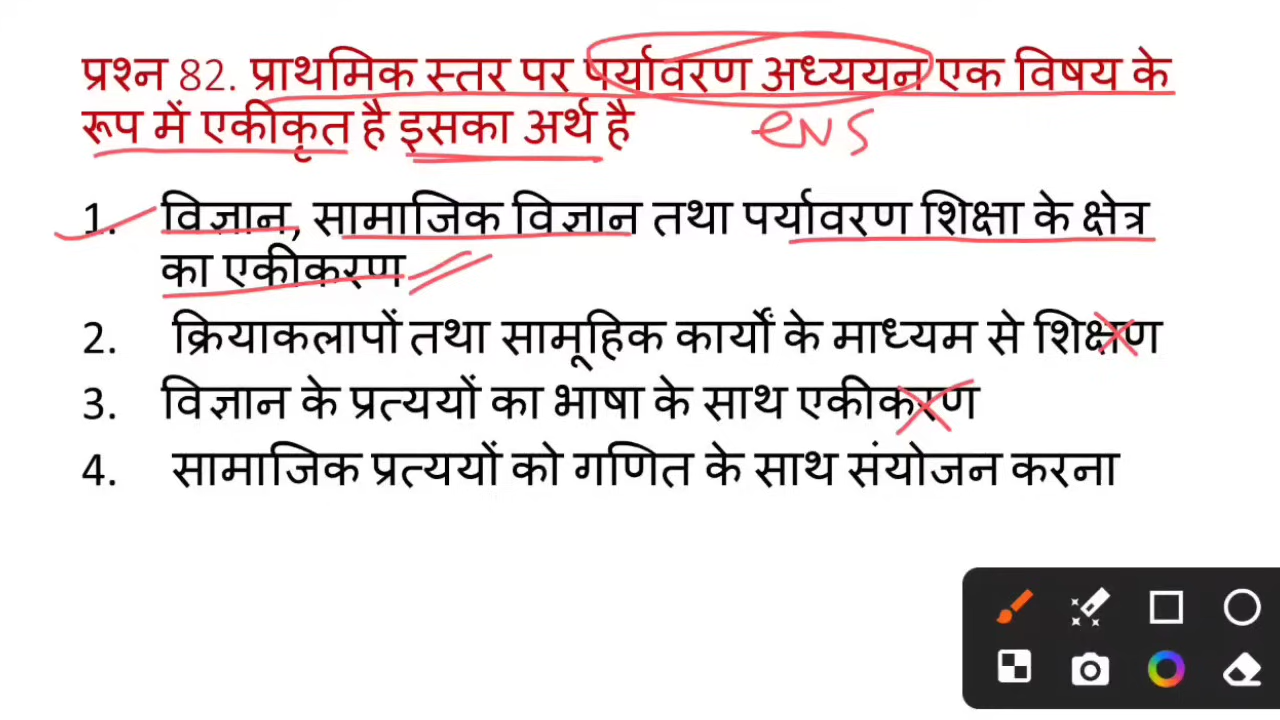 प्रश्न 82. प्राथमिक स्तर पर पर्यावरण अध्ययन एक विषय के
रूप में एकीकृत है इसका अर्थ है
ens
1. विज्ञान, सामाजिक विज्ञान तथा पर्यावरण शिक्षा के क्षेत्र
का एकीकरण
2. क्रियाकलापों तथा सामूहिक कार्यों के माध्यम से शिक्षण
3. विज्ञान के प्रत्ययों का भाषा के साथ एकीकरण
4. सामाजिक प्रत्ययों को गणित के साथ संयोजन करना